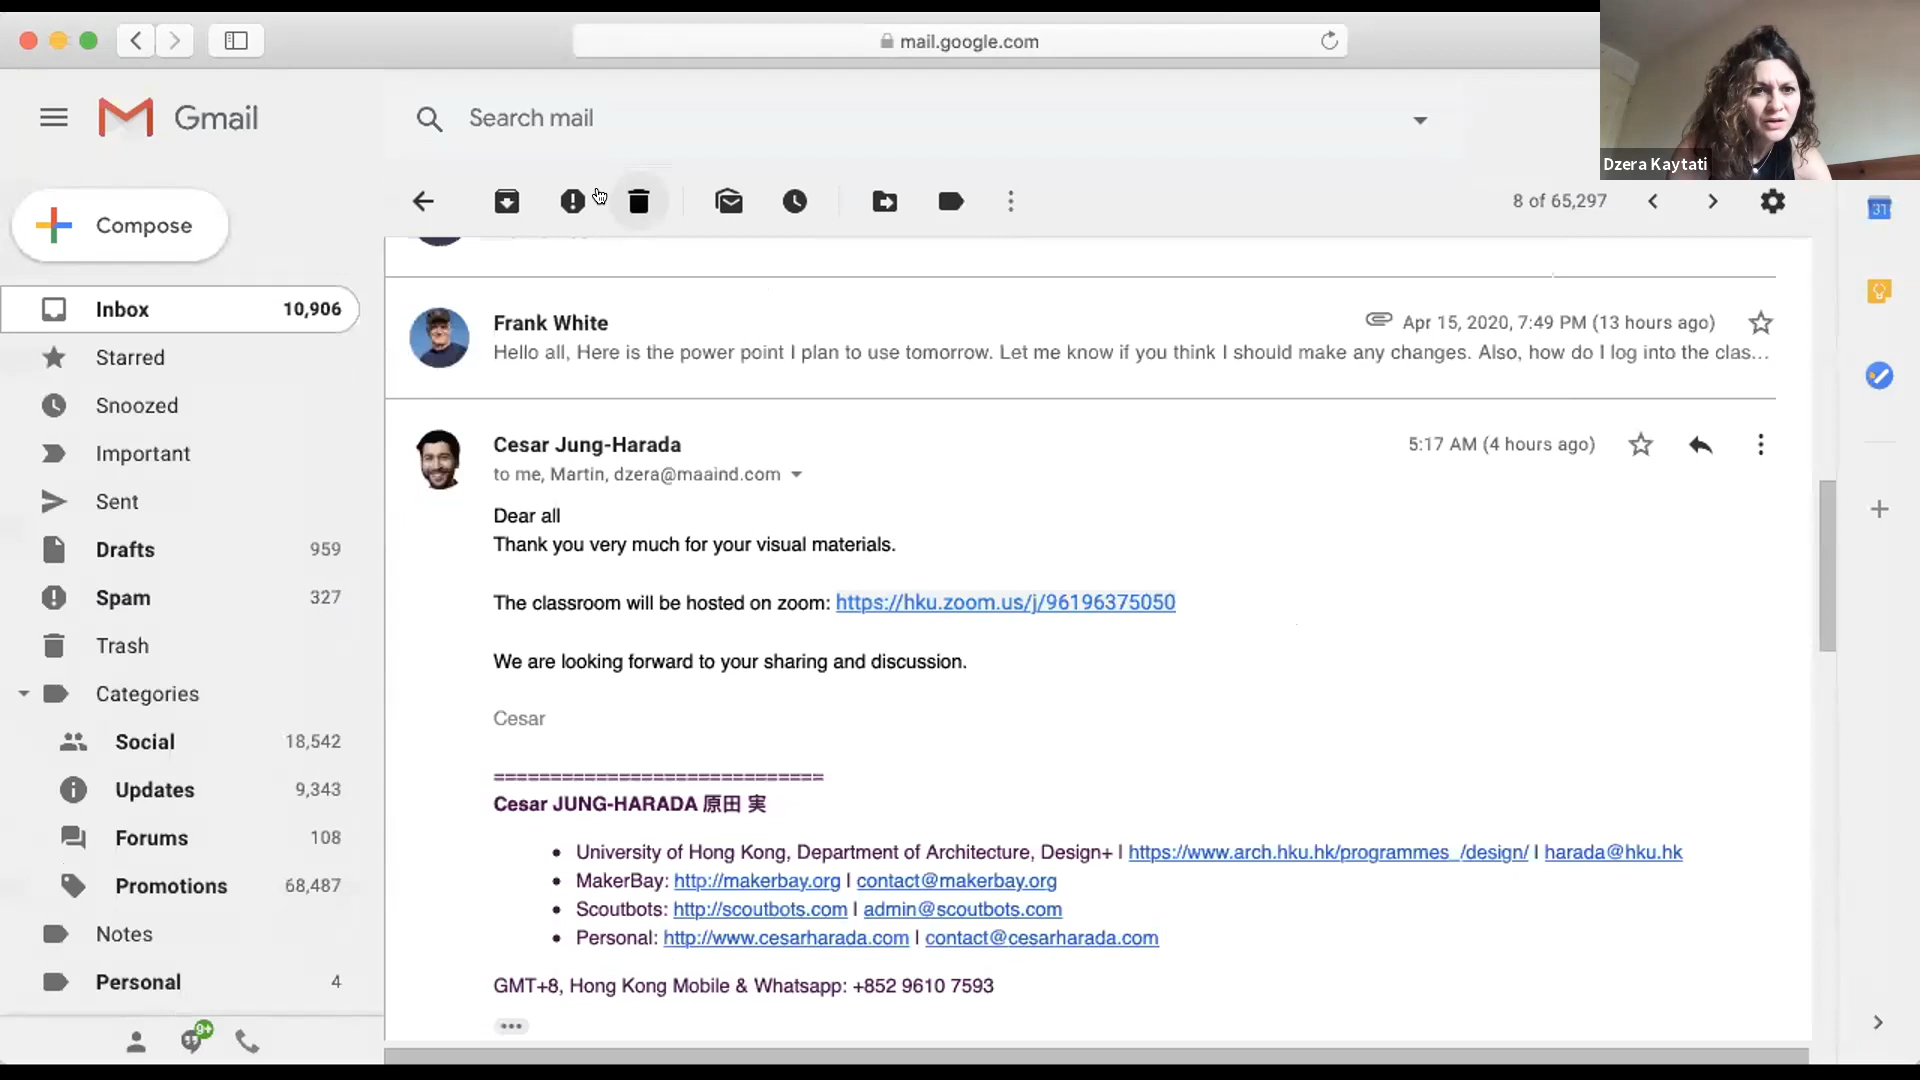 mail.google.com
Dzera Kaytati
Gmail
Search mail
8 of 65,297
31
Compose
Inbox 10,906
Starred
Snoozed
Important
Sent
Drafts 959
Spam 327
Trash
Categories
Social 18,542
Updates 9,343
Forums 108
Promotions 68,487
Notes
Personal 4
9+
Frank White
Apr 15, 2020, 7:49 PM (13 hours ago)
Hello all, Here is the power point I plan to use tomorrow. Let me know if you think I should make any changes. Also, how do I log into the clas...
Cesar Jung-Harada
5:17 AM (4 hours ago)
to me, Martin, dzera@maaind.com
Dear all
Thank you very much for your visual materials.
The classroom will be hosted on zoom: https://hku.zoom.us/j/96196375050
We are looking forward to your sharing and discussion.
Cesar
=============================
Cesar JUNG-HARADA 原田 実
• University of Hong Kong, Department of Architecture, Design+ | https://www.arch.hku.hk/programmes_/design/ | harada@hku.hk
• MakerBay: http://makerbay.org | contact@makerbay.org
• Scoutbots: http://scoutbots.com | admin@scoutbots.com
• Personal: http://www.cesarharada.com | contact@cesarharada.com
GMT+8, Hong Kong Mobile & Whatsapp: +852 9610 7593